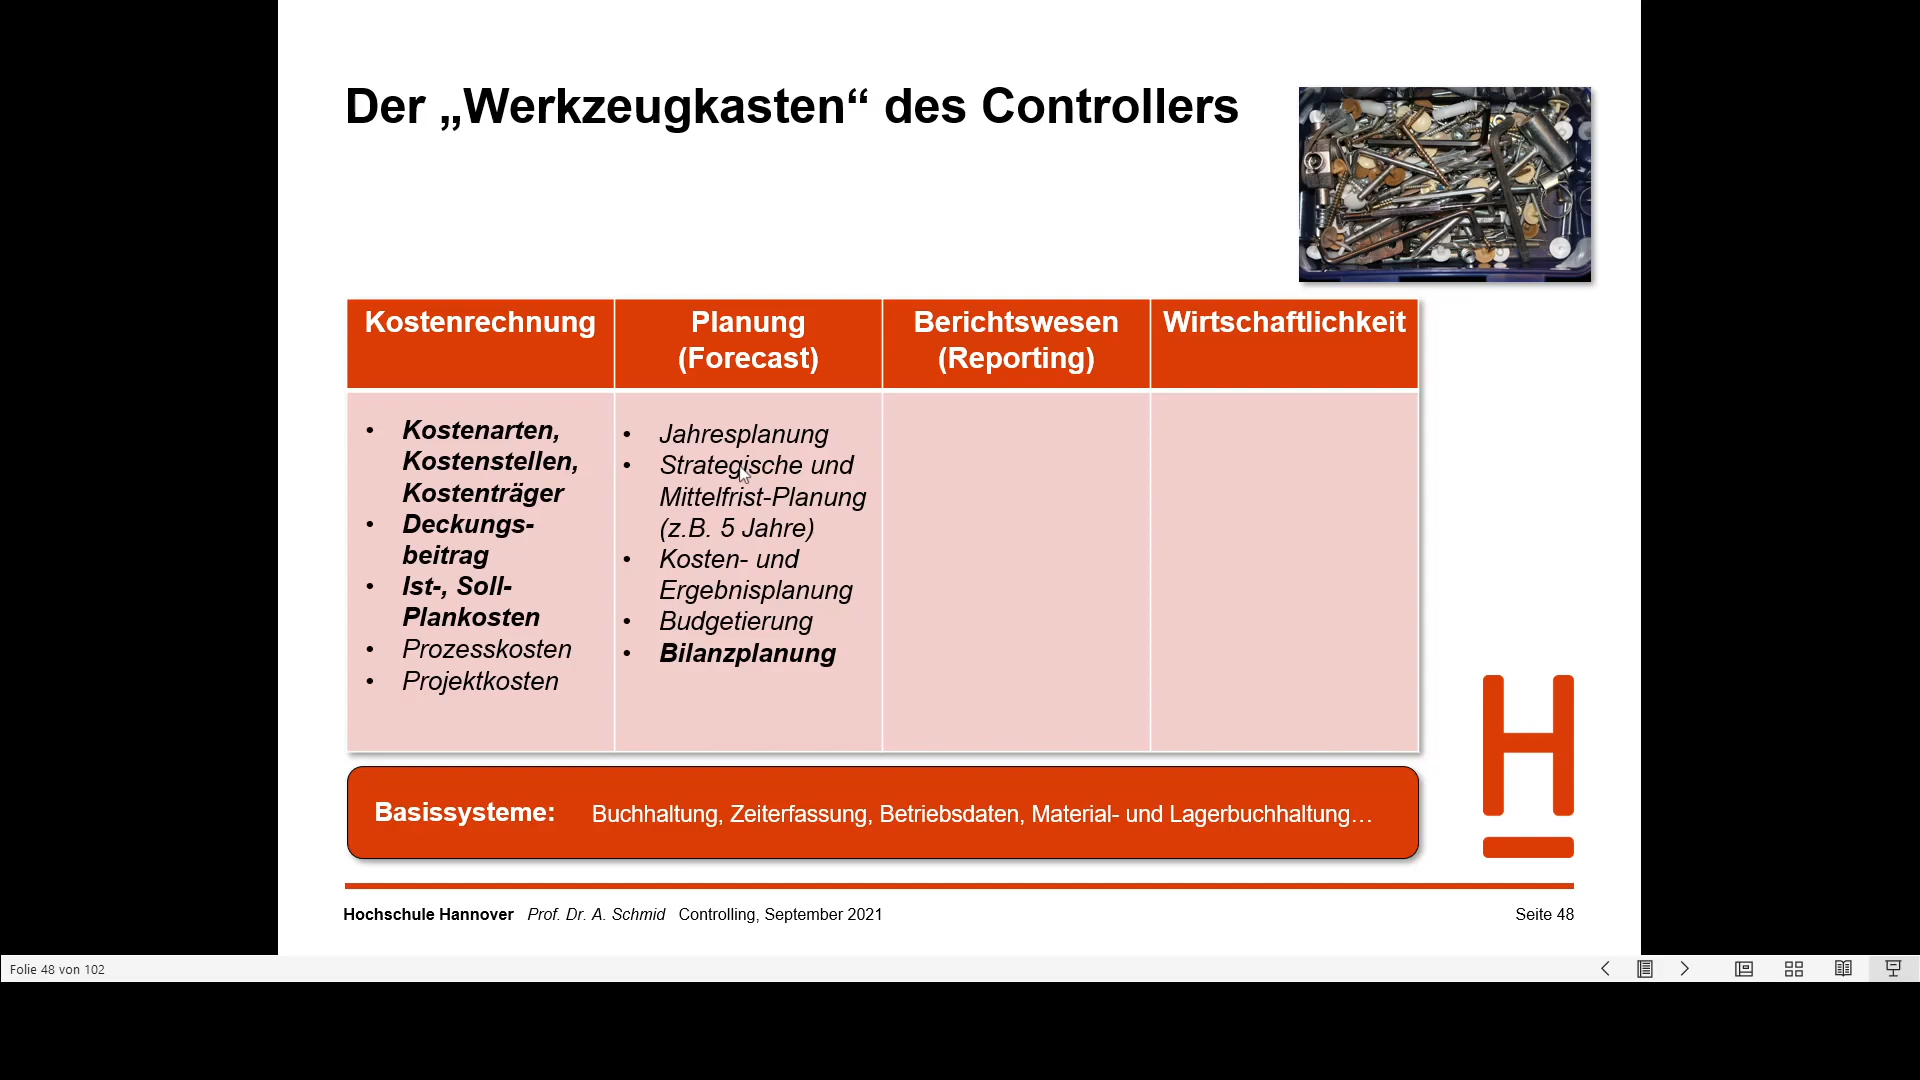 Der „Werkzeugkasten“ des Controllers
Kostenrechnung
Planung
(Forecast)
Berichtswesen
(Reporting)
Wirtschaftlichkeit
• Kostenarten,
Kostenstellen,
Kostenträger
• Deckungs-
beitrag
• Ist-, Soll-
Plankosten
• Prozesskosten
• Projektkosten
• Jahresplanung
• Strategische und
Mittelfrist-Planung
(z.B. 5 Jahre)
• Kosten- und
Ergebnisplanung
• Budgetierung
• Bilanzplanung
Basissysteme: Buchhaltung, Zeiterfassung, Betriebsdaten, Material- und Lagerbuchhaltung…
H
Hochschule Hannover Prof. Dr. A. Schmid Controlling, September 2021 Seite 48
Folie 48 von 102